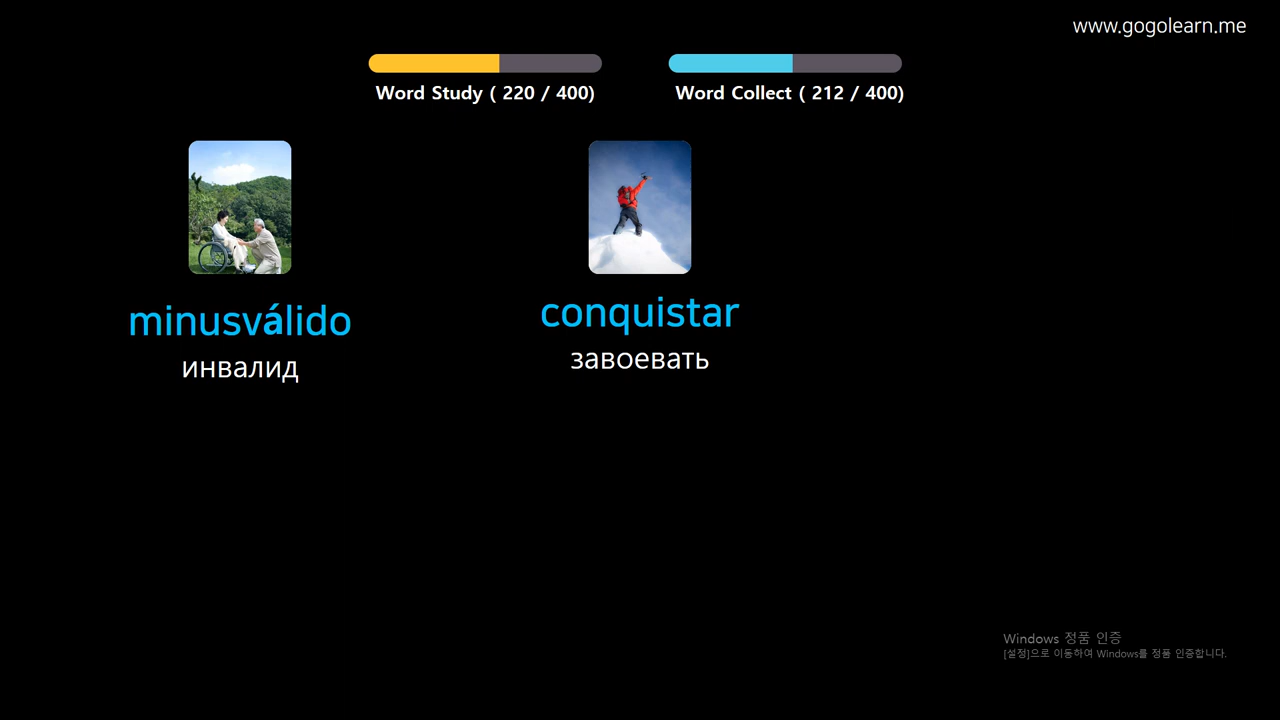 www.gogolearn.me
Word Study ( 220 / 400)
Word Collect ( 212 / 400)
minusválido
инвалид
conquistar
завоевать
Windows 정품 인증
[설정]으로 이동하여 Windows를 정품 인증합니다.